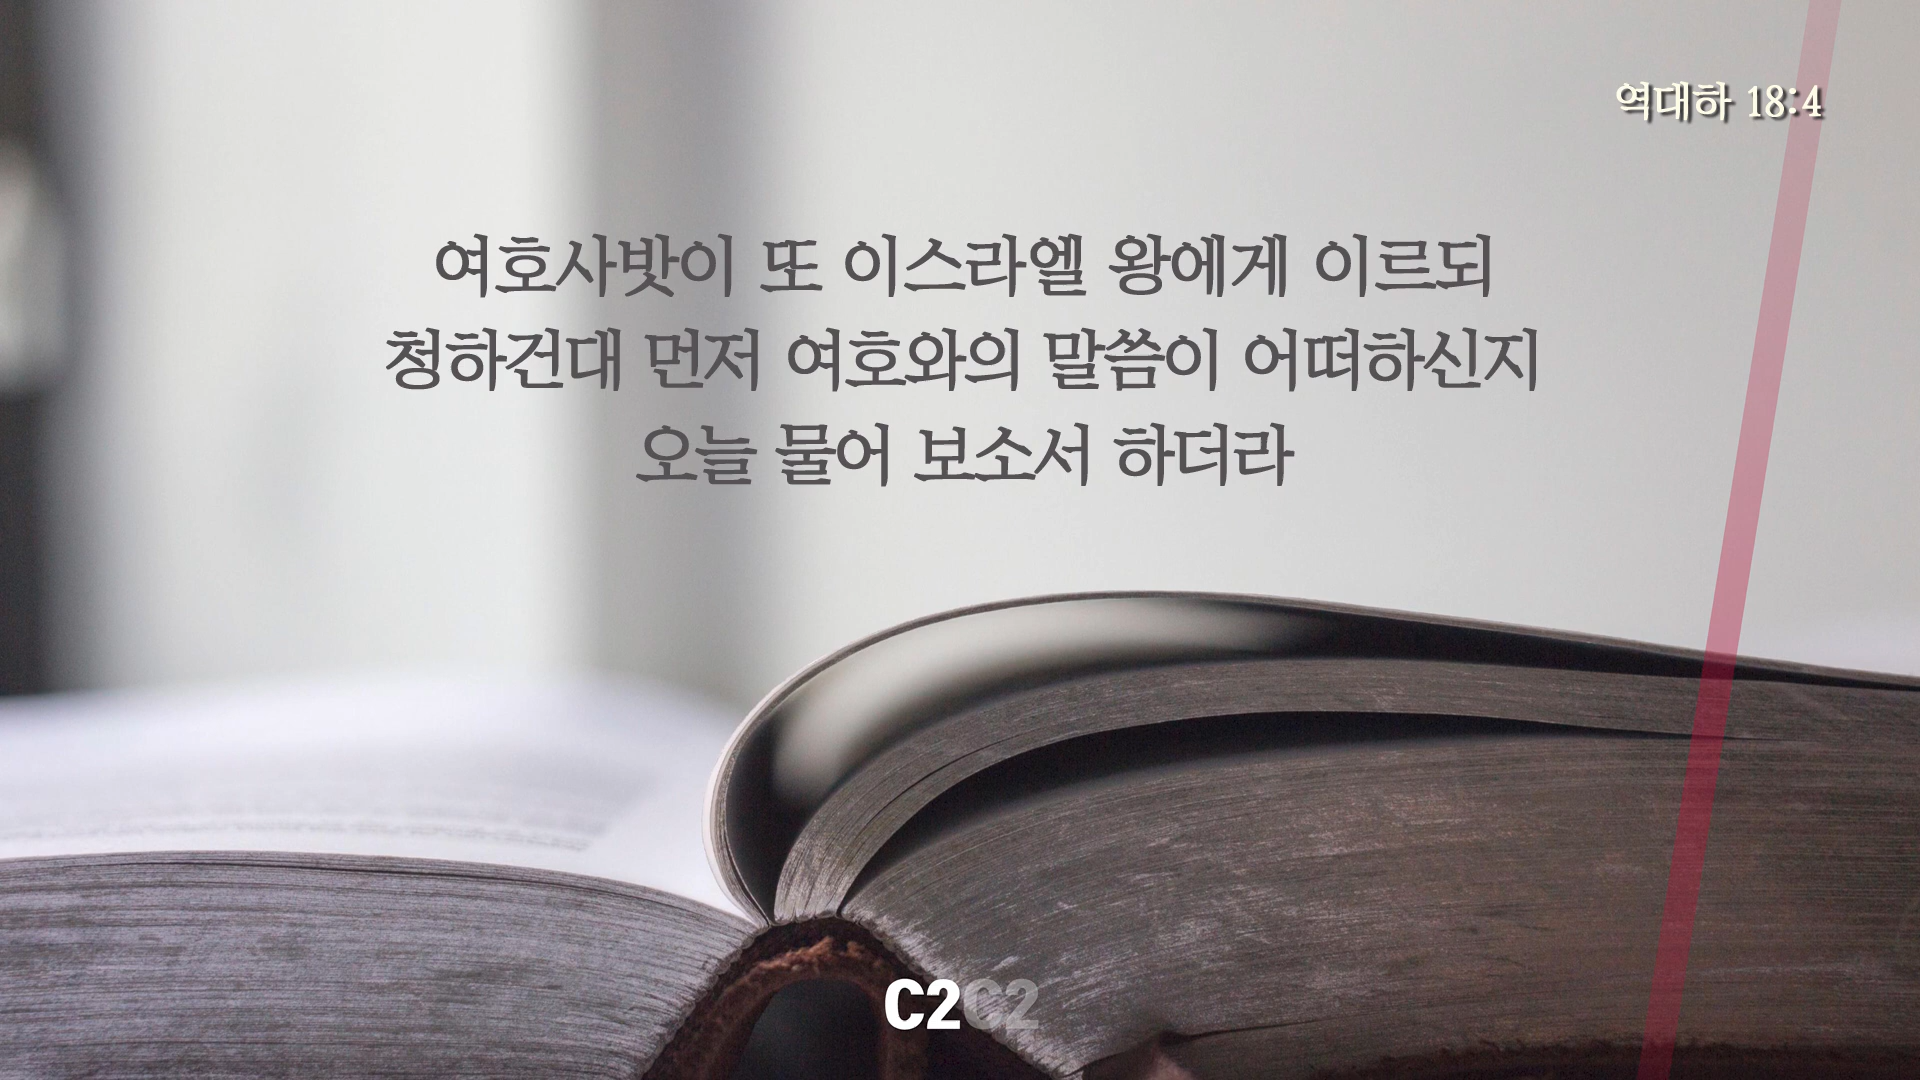 역대하 18:4
여호사밧이 또 이스라엘 왕에게 이르되
청하건대 먼저 여호와의 말씀이 어떠하신지
오늘 물어 보소서 하더라
C2C2